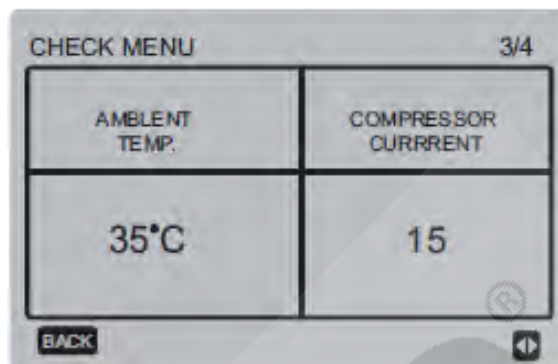 CHECK MENU 3/4
AMBLENT COMPRESSOR
TEMP. CURRRENT
35°C 15
BACK
®